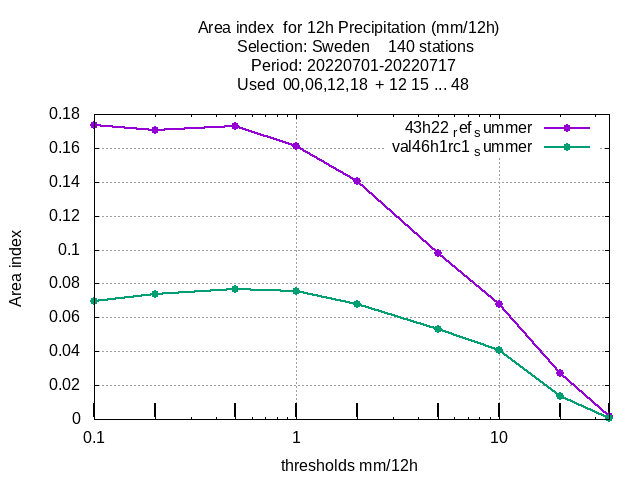 Area index  for 12h Precipitation (mm/12h)
Selection: Sweden    140 stations
Period: 20220701-20220717
Used  00,06,12,18  + 12 15 ... 48
43h22 ref summer
val46h1rc1 summer
0.18
0.16
0.14
0.12
0.1
0.08
0.06
0.04
0.02
0
Area index
0.1
1
10
thresholds mm/12h